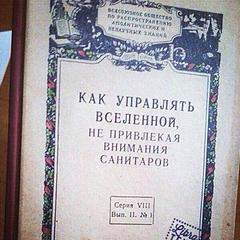 ВСЕСОЮЗНОЕ ОБЩЕСТВО
ПО РАСПРОСТРАНЕНИЮ
АПОЛИТИЧЕСКИХ И
НЕНАУЧНЫХ ЗНАНИЙ
КАК УПРАВЛЯТЬ
ВСЕЛЕННОЙ,
НЕ ПРИВЛЕКАЯ
ВНИМАНИЯ
САНИТАРОВ
Серия VIII
Вып. II. № 1